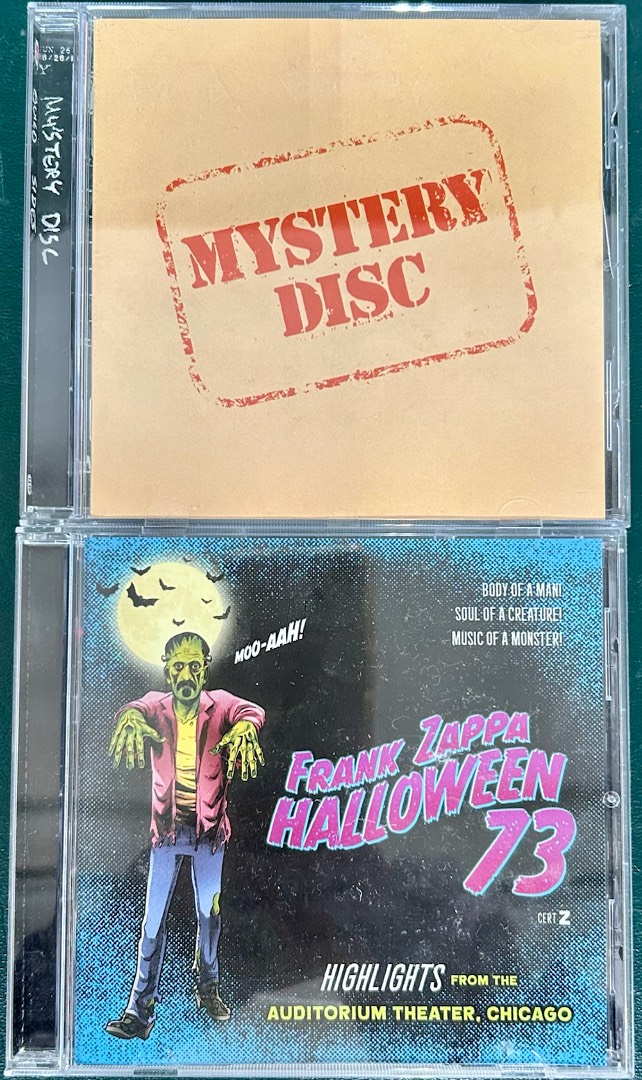 MYSTERY DISC
MYSTERY
DISC
BODY OF A MAN!
SOUL OF A CREATURE!
MUSIC OF A MONSTER!
MOO-AAH!
FRANK ZAPPA
HALLOWEEN
73
CERT Z
HIGHLIGHTS FROM THE
AUDITORIUM THEATER, CHICAGO